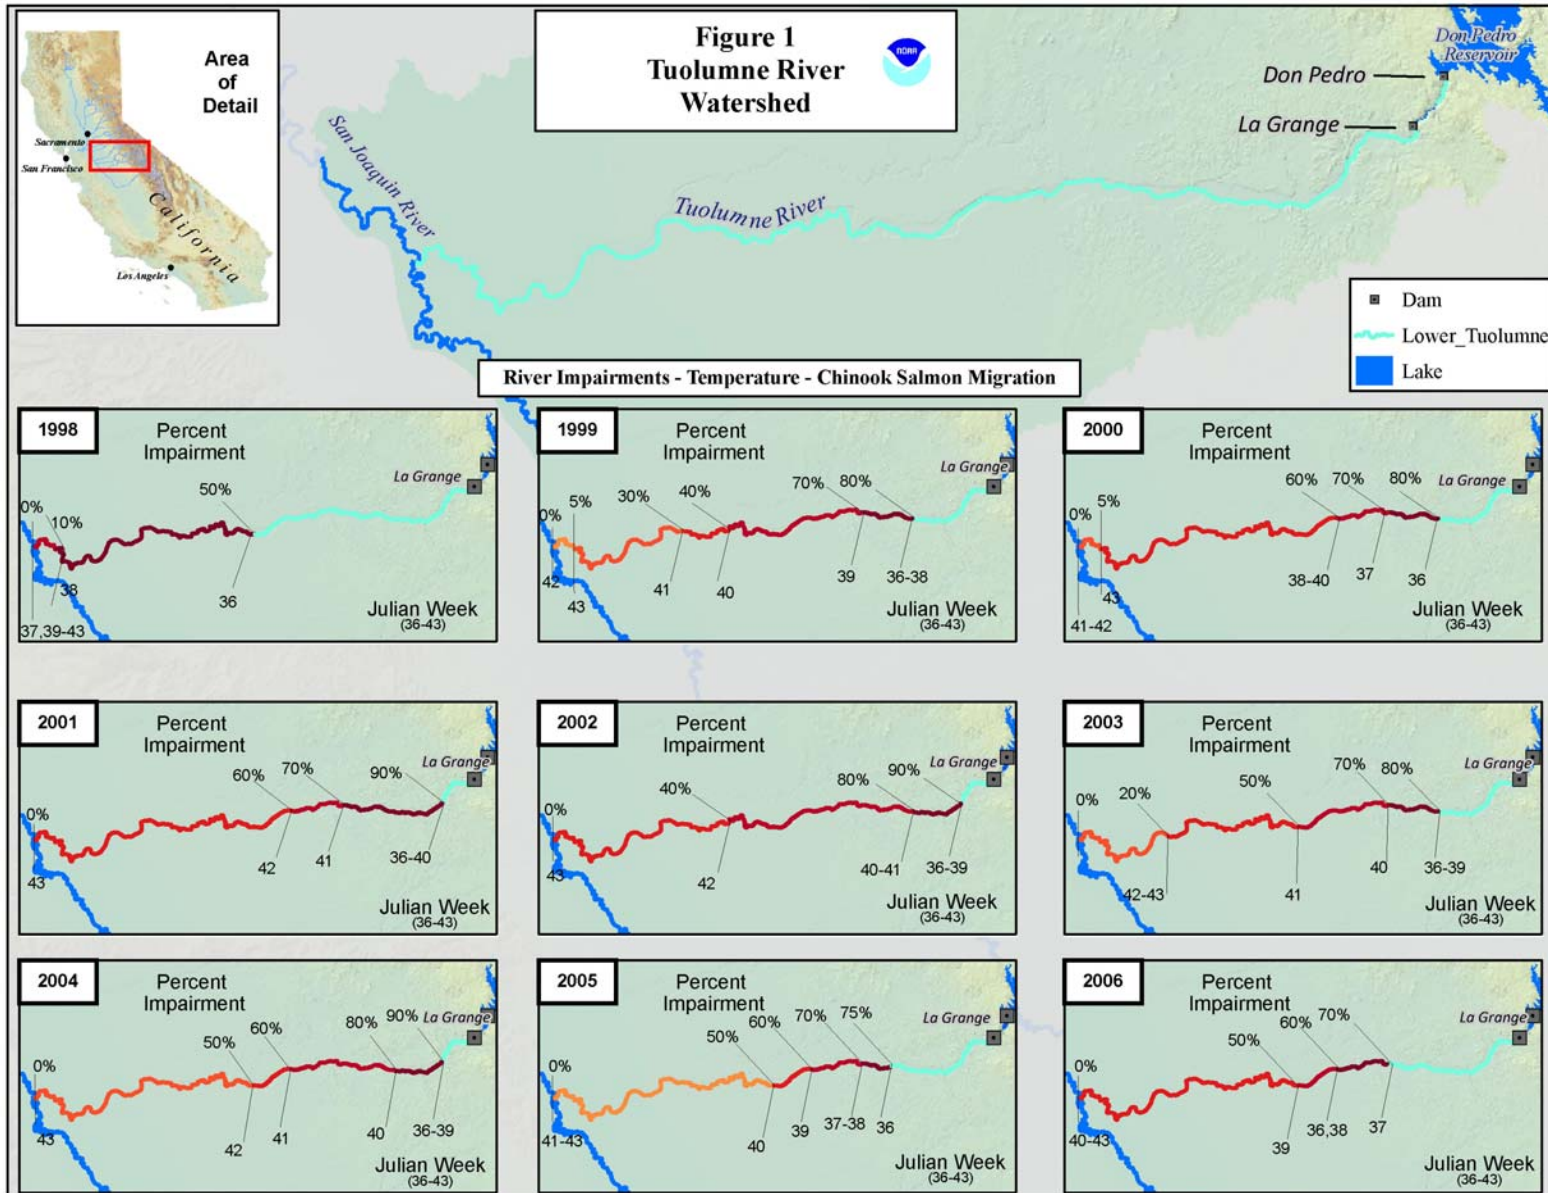 Area
of
Detail
Sacramento
San Francisco
California
Los Angeles
Figure 1
Tuolumne River
Watershed
NOAA
Don Pedro
Reservoir
Don Pedro
La Grange
San Joaquin River
Tuolumne River
Dam
Lower_Tuolumne
Lake
River Impairments - Temperature - Chinook Salmon Migration
1998
Percent
Impairment
La Grange
0%
10%
50%
38
36
37,39-43
Julian Week
(36-43)
1999
Percent
Impairment
La Grange
0%
5%
30%
40%
70%
80%
42
43
41
40
39
36-38
Julian Week
(36-43)
2000
Percent
Impairment
La Grange
0%
5%
60%
70%
80%
41-42
43
38-40
37
36
Julian Week
(36-43)
2001
Percent
Impairment
La Grange
0%
60%
70%
90%
43
42
41
36-40
Julian Week
(36-43)
2002
Percent
Impairment
La Grange
0%
40%
80%
90%
43
42
40-41
36-39
Julian Week
(36-43)
2003
Percent
Impairment
La Grange
0%
20%
50%
70%
80%
42-43
41
40
36-39
Julian Week
(36-43)
2004
Percent
Impairment
La Grange
0%
50%
60%
80%
90%
43
42
41
40
36-39
Julian Week
(36-43)
2005
Percent
Impairment
La Grange
0%
50%
60%
70%
75%
41-43
40
39
37-38
36
Julian Week
(36-43)
2006
Percent
Impairment
La Grange
0%
50%
60%
70%
40-43
39
36,38
37
Julian Week
(36-43)